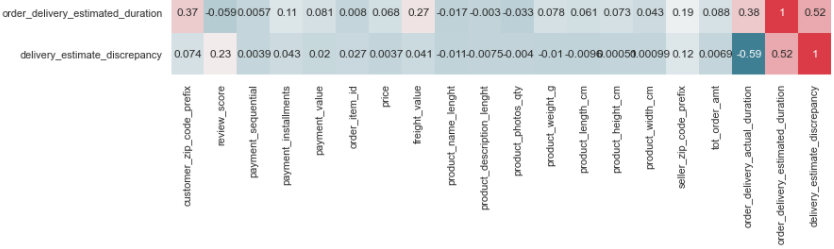 order_delivery_estimated_duration 0.37 -0.059 0.0057 0.11 0.081 0.008 0.068 0.27 -0.017 -0.003 -0.033 0.078 0.061 0.073 0.043 0.19 0.088 0.38 1 0.52
delivery_estimate_discrepancy 0.074 0.23 0.0039 0.043 0.02 0.027 0.0037 0.041 -0.011 -0.0075 -0.004 -0.01 -0.0096 0.00051 0.00099 0.12 0.0069 -0.59 0.52 1
customer_zip_code_prefix
review_score
payment_sequential
payment_installments
payment_value
order_item_id
price
freight_value
product_name_lenght
product_description_lenght
product_photos_qty
product_weight_g
product_length_cm
product_height_cm
product_width_cm
seller_zip_code_prefix
tot_order_amt
order_delivery_actual_duration
order_delivery_estimated_duration
delivery_estimate_discrepancy